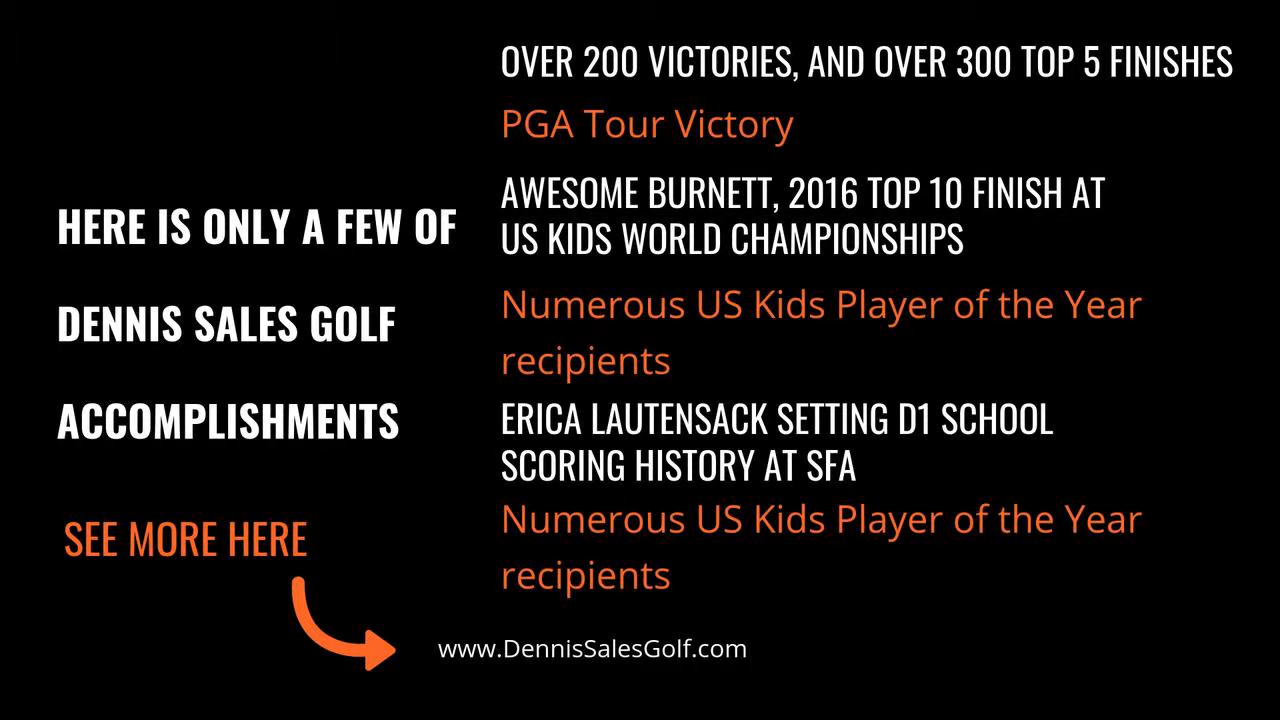 HERE IS ONLY A FEW OF
DENNIS SALES GOLF
ACCOMPLISHMENTS
SEE MORE HERE
OVER 200 VICTORIES, AND OVER 300 TOP 5 FINISHES
PGA Tour Victory
AWESOME BURNETT, 2016 TOP 10 FINISH AT
US KIDS WORLD CHAMPIONSHIPS
Numerous US Kids Player of the Year
recipients
ERICA LAUTENSACK SETTING D1 SCHOOL
SCORING HISTORY AT SFA
Numerous US Kids Player of the Year
recipients
www.DennisSalesGolf.com